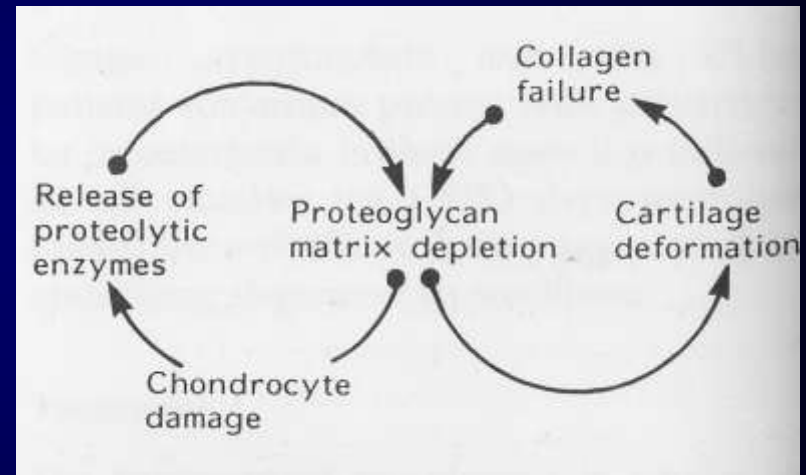 Collagen
failure
Release of
proteolytic
enzymes
Proteoglycan
matrix depletion
Cartilage
deformation
Chondrocyte
damage